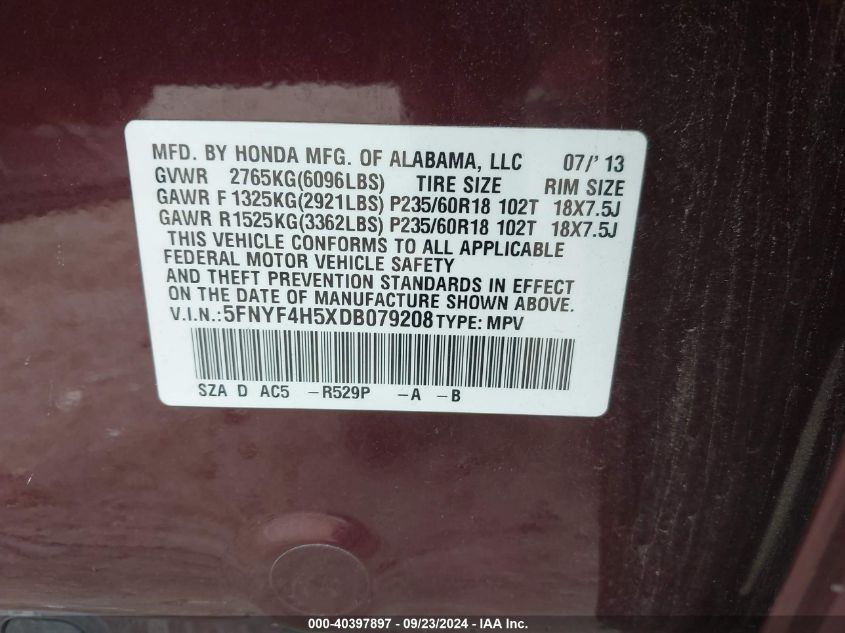 MFD. BY HONDA MFG. OF ALABAMA, LLC 07/'13
GVWR 2765KG(6096LBS) TIRE SIZE RIM SIZE
GAWR F 1325KG(2921LBS) P235/60R18 102T 18X7.5J
GAWR R1525KG(3362LBS) P235/60R18 102T 18X7.5J
THIS VEHICLE CONFORMS TO ALL APPLICABLE
FEDERAL MOTOR VEHICLE SAFETY
AND THEFT PREVENTION STANDARDS IN EFFECT
ON THE DATE OF MANUFACTURE SHOWN ABOVE.
V.I.N.:5FNYF4H5XDB079208 TYPE: MPV
SZA D AC5 -R529P -A -B
000-40397897 - 09/23/2024 - IAA Inc.